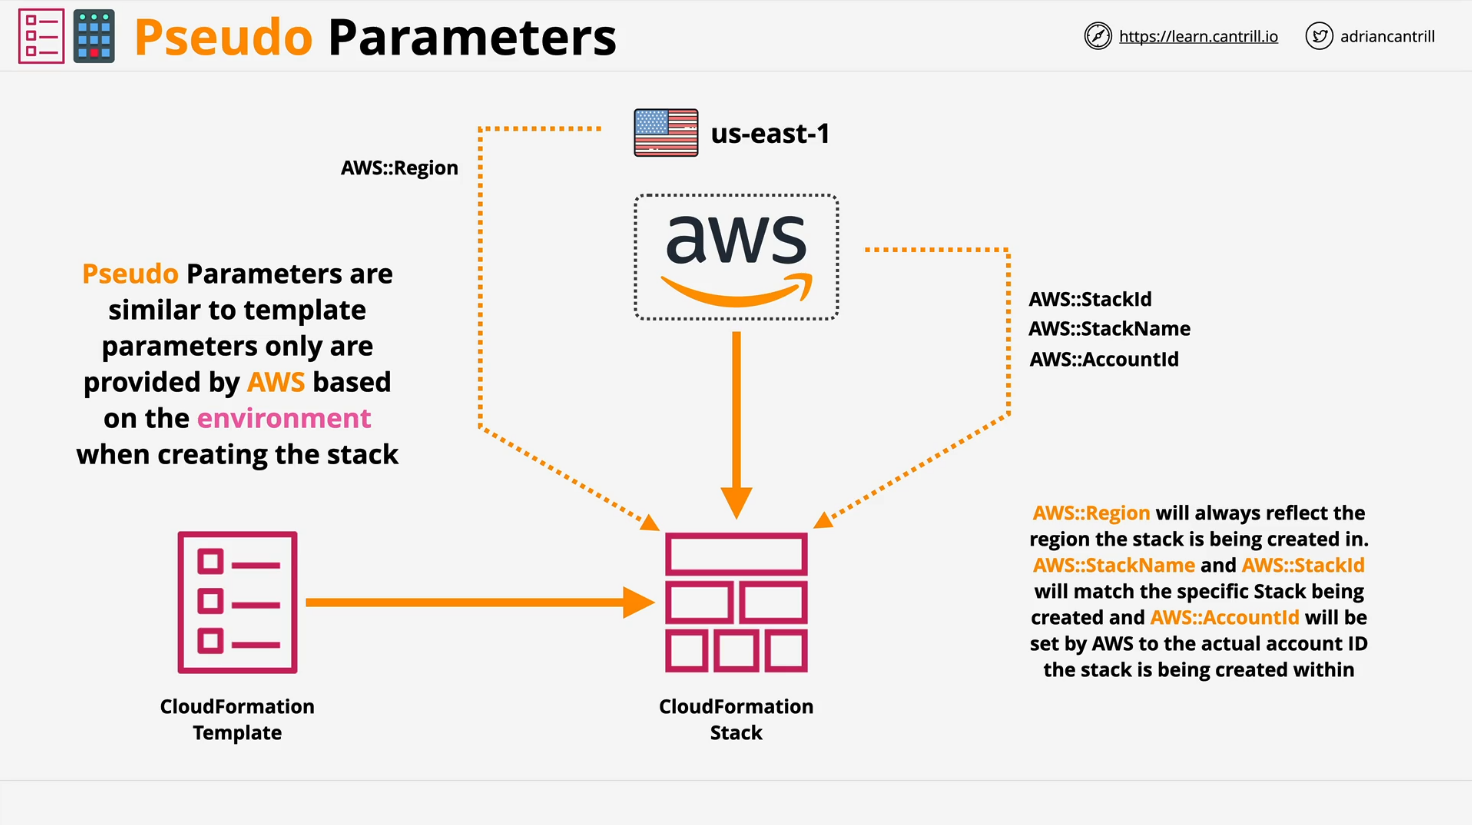 Pseudo Parameters
https://learn.cantrill.io
adriancantrill
us-east-1
AWS::Region
aws
Pseudo Parameters are
similar to template
parameters only are
provided by AWS based
on the environment
when creating the stack
AWS::StackId
AWS::StackName
AWS::AccountId
AWS::Region will always reflect the
region the stack is being created in.
AWS::StackName and AWS::StackId
will match the specific Stack being
created and AWS::AccountId will be
set by AWS to the actual account ID
the stack is being created within
CloudFormation
Template
CloudFormation
Stack